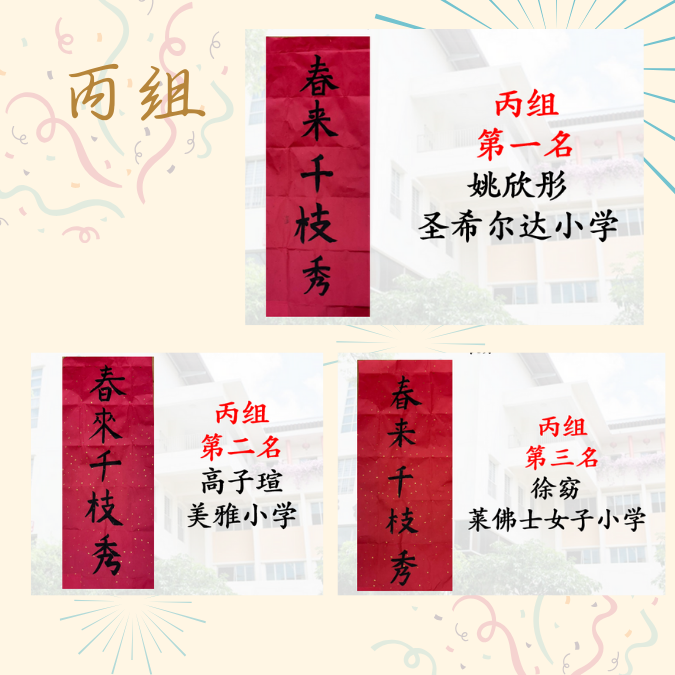 丙组
春来千枝秀
丙组
第一名
姚欣彤
圣希尔达小学
春來千枝秀
丙组
第二名
高子瑄
美雅小学
春来千枝秀
丙组
第三名
徐窈
莱佛士女子小学